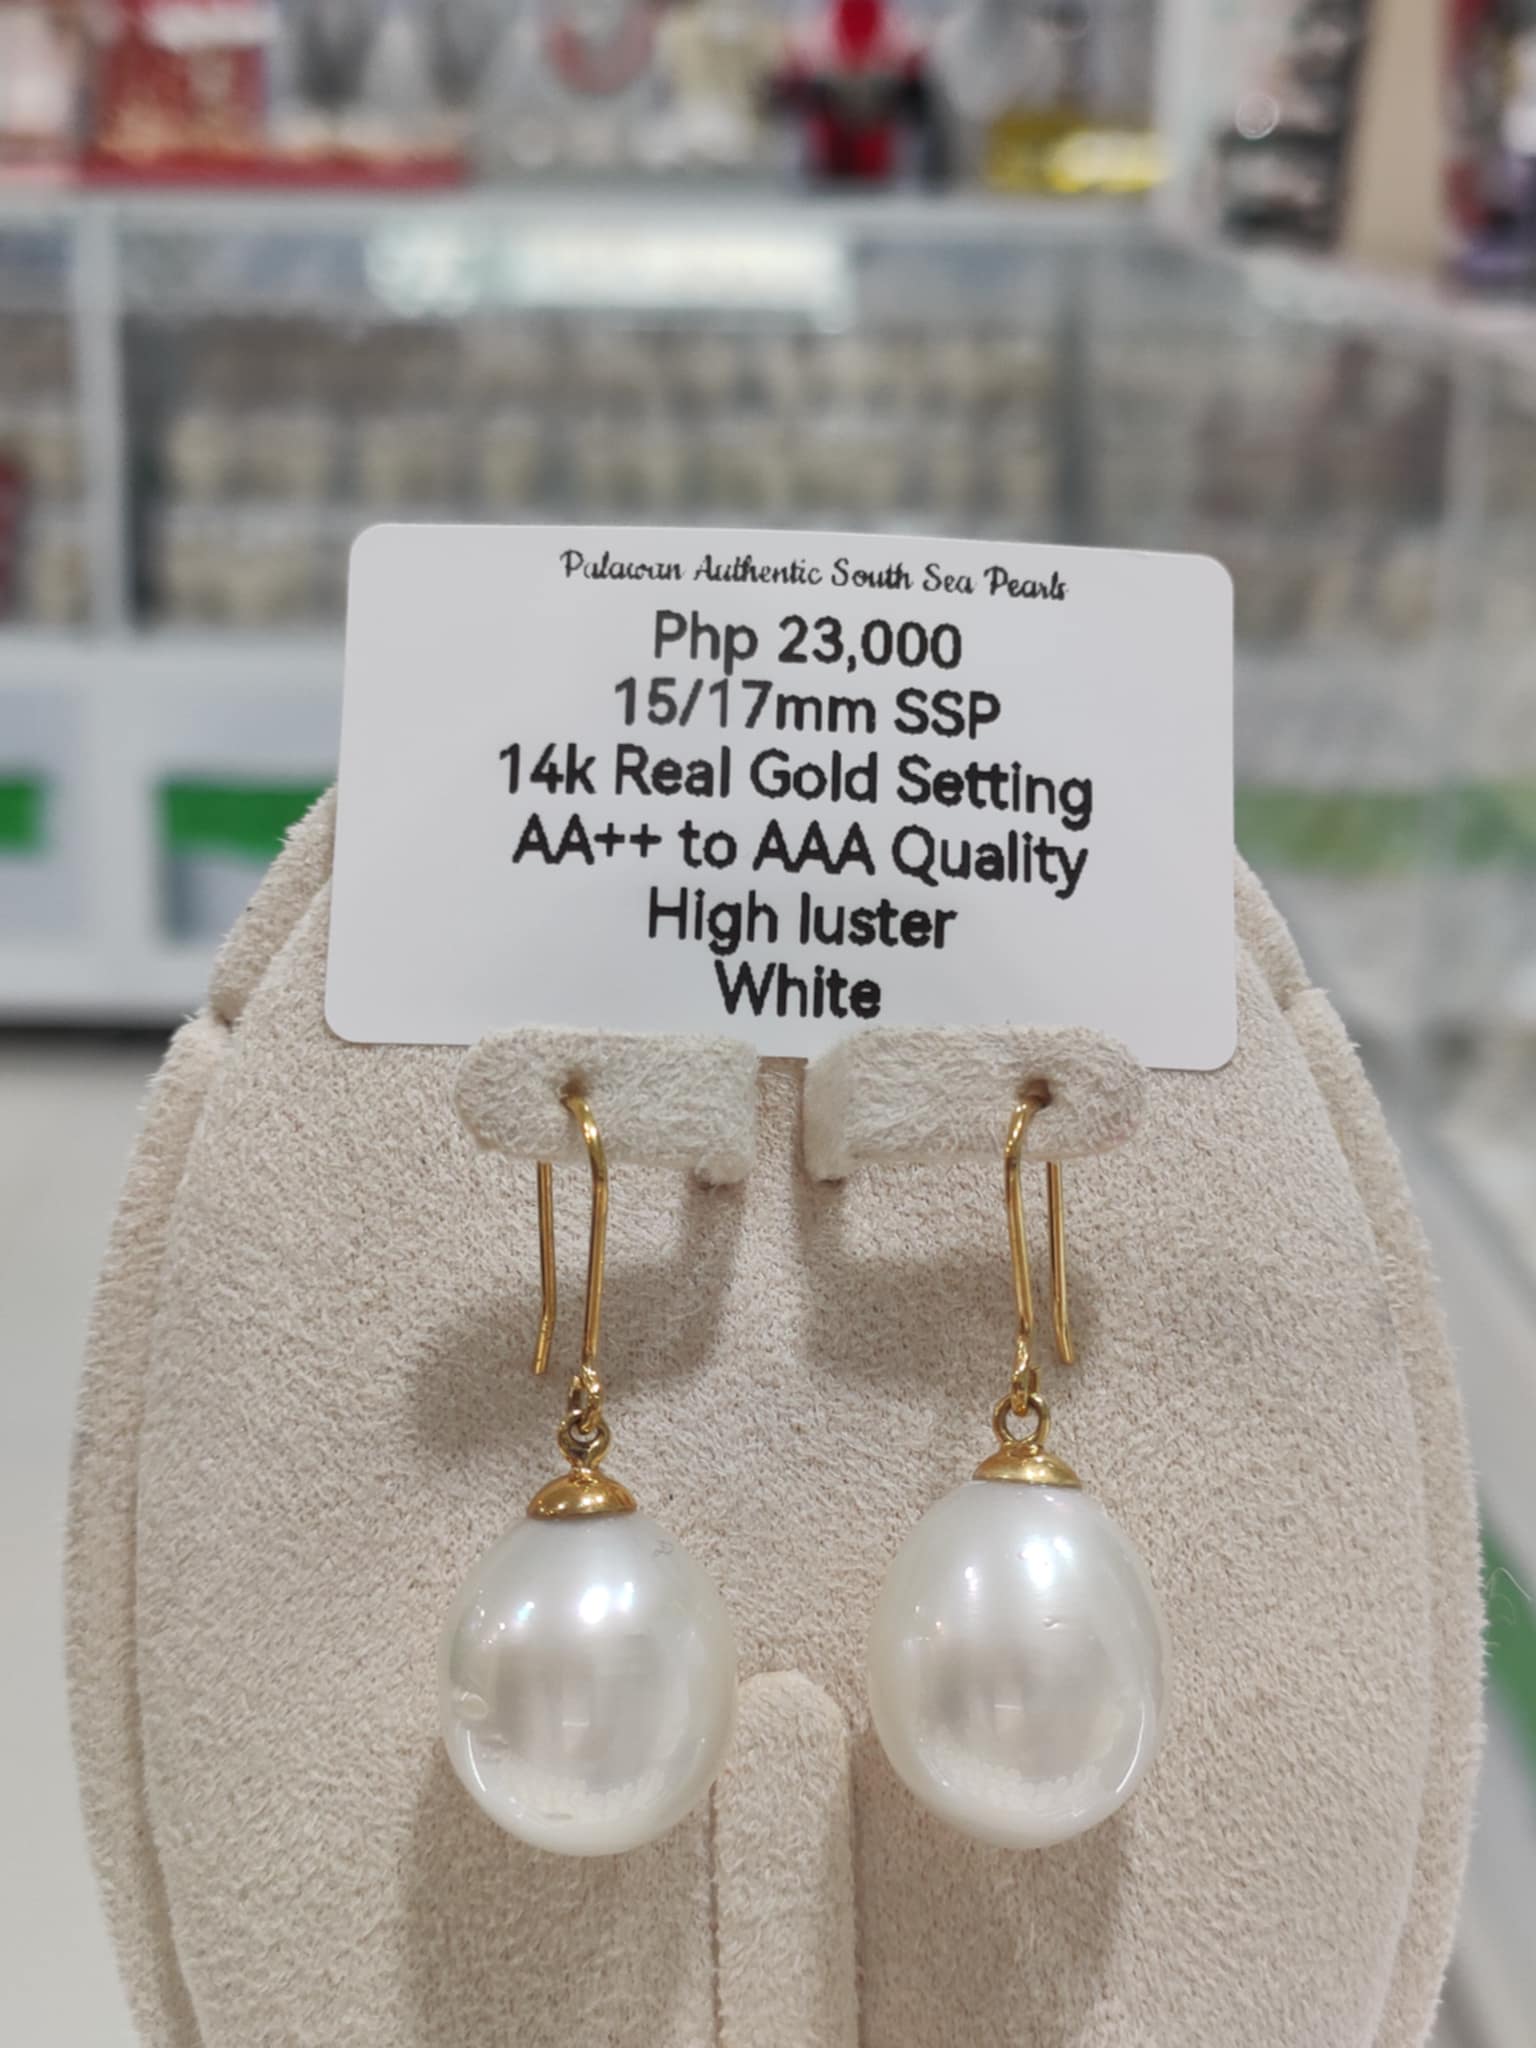 Palawan Authentic South Sea Pearls
Php 23,000
15/17mm SSP
14k Real Gold Setting
AA++ to AAA Quality
High luster
White